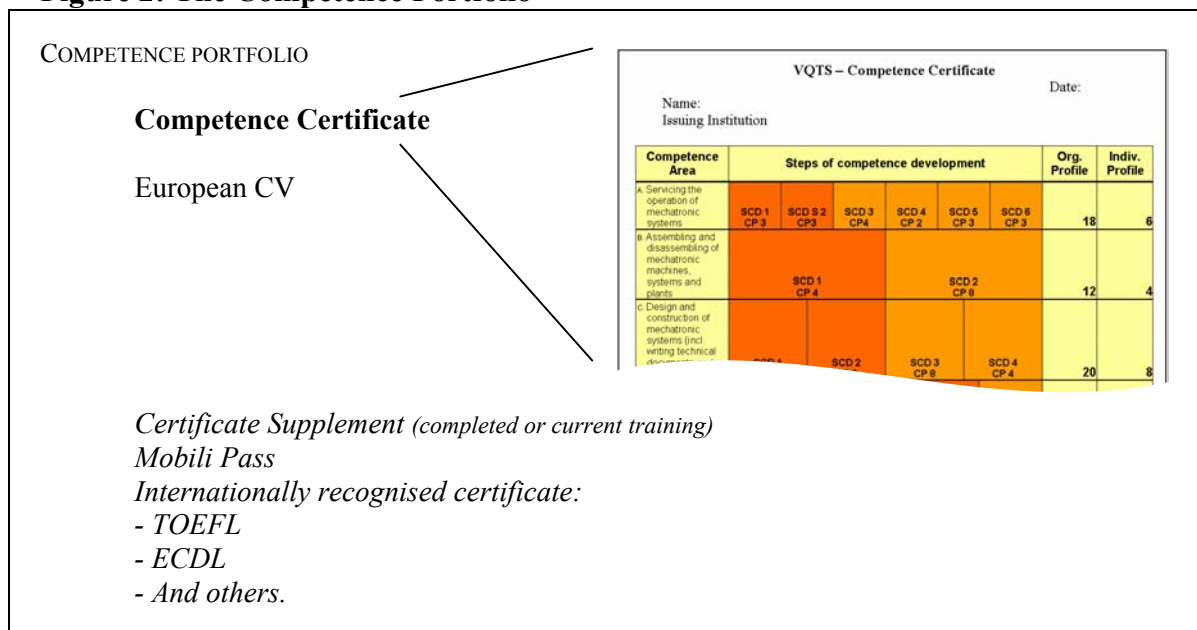 Figure 2: The Competence Portfolio
COMPETENCE PORTFOLIO
Competence Certificate
European CV
VQTS – Competence Certificate
Date:
Name:
Issuing Institution
Competence Area
Steps of competence development
Org. Profile
Indiv. Profile
A. Servicing the
operation of
mechatronic
systems
SCD 1
CP 3
SCD S 2
CP3
SCD 3
CP4
SCD 4
CP 2
SCD 5
CP 3
SCD 6
CP 3
18
6
B. Assembling and
disassembling of
mechatronic
machines,
systems and
plants
SCD 1
CP 4
SCD 2
CP 8
12
4
C. Design and
construction of
mechatronic
systems (incl.
writing technical
SCD 2
SCD 3
CP 8
SCD 4
CP 4
20
8
Certificate Supplement (completed or current training)
Mobili Pass
Internationally recognised certificate:
- TOEFL
- ECDL
- And others.